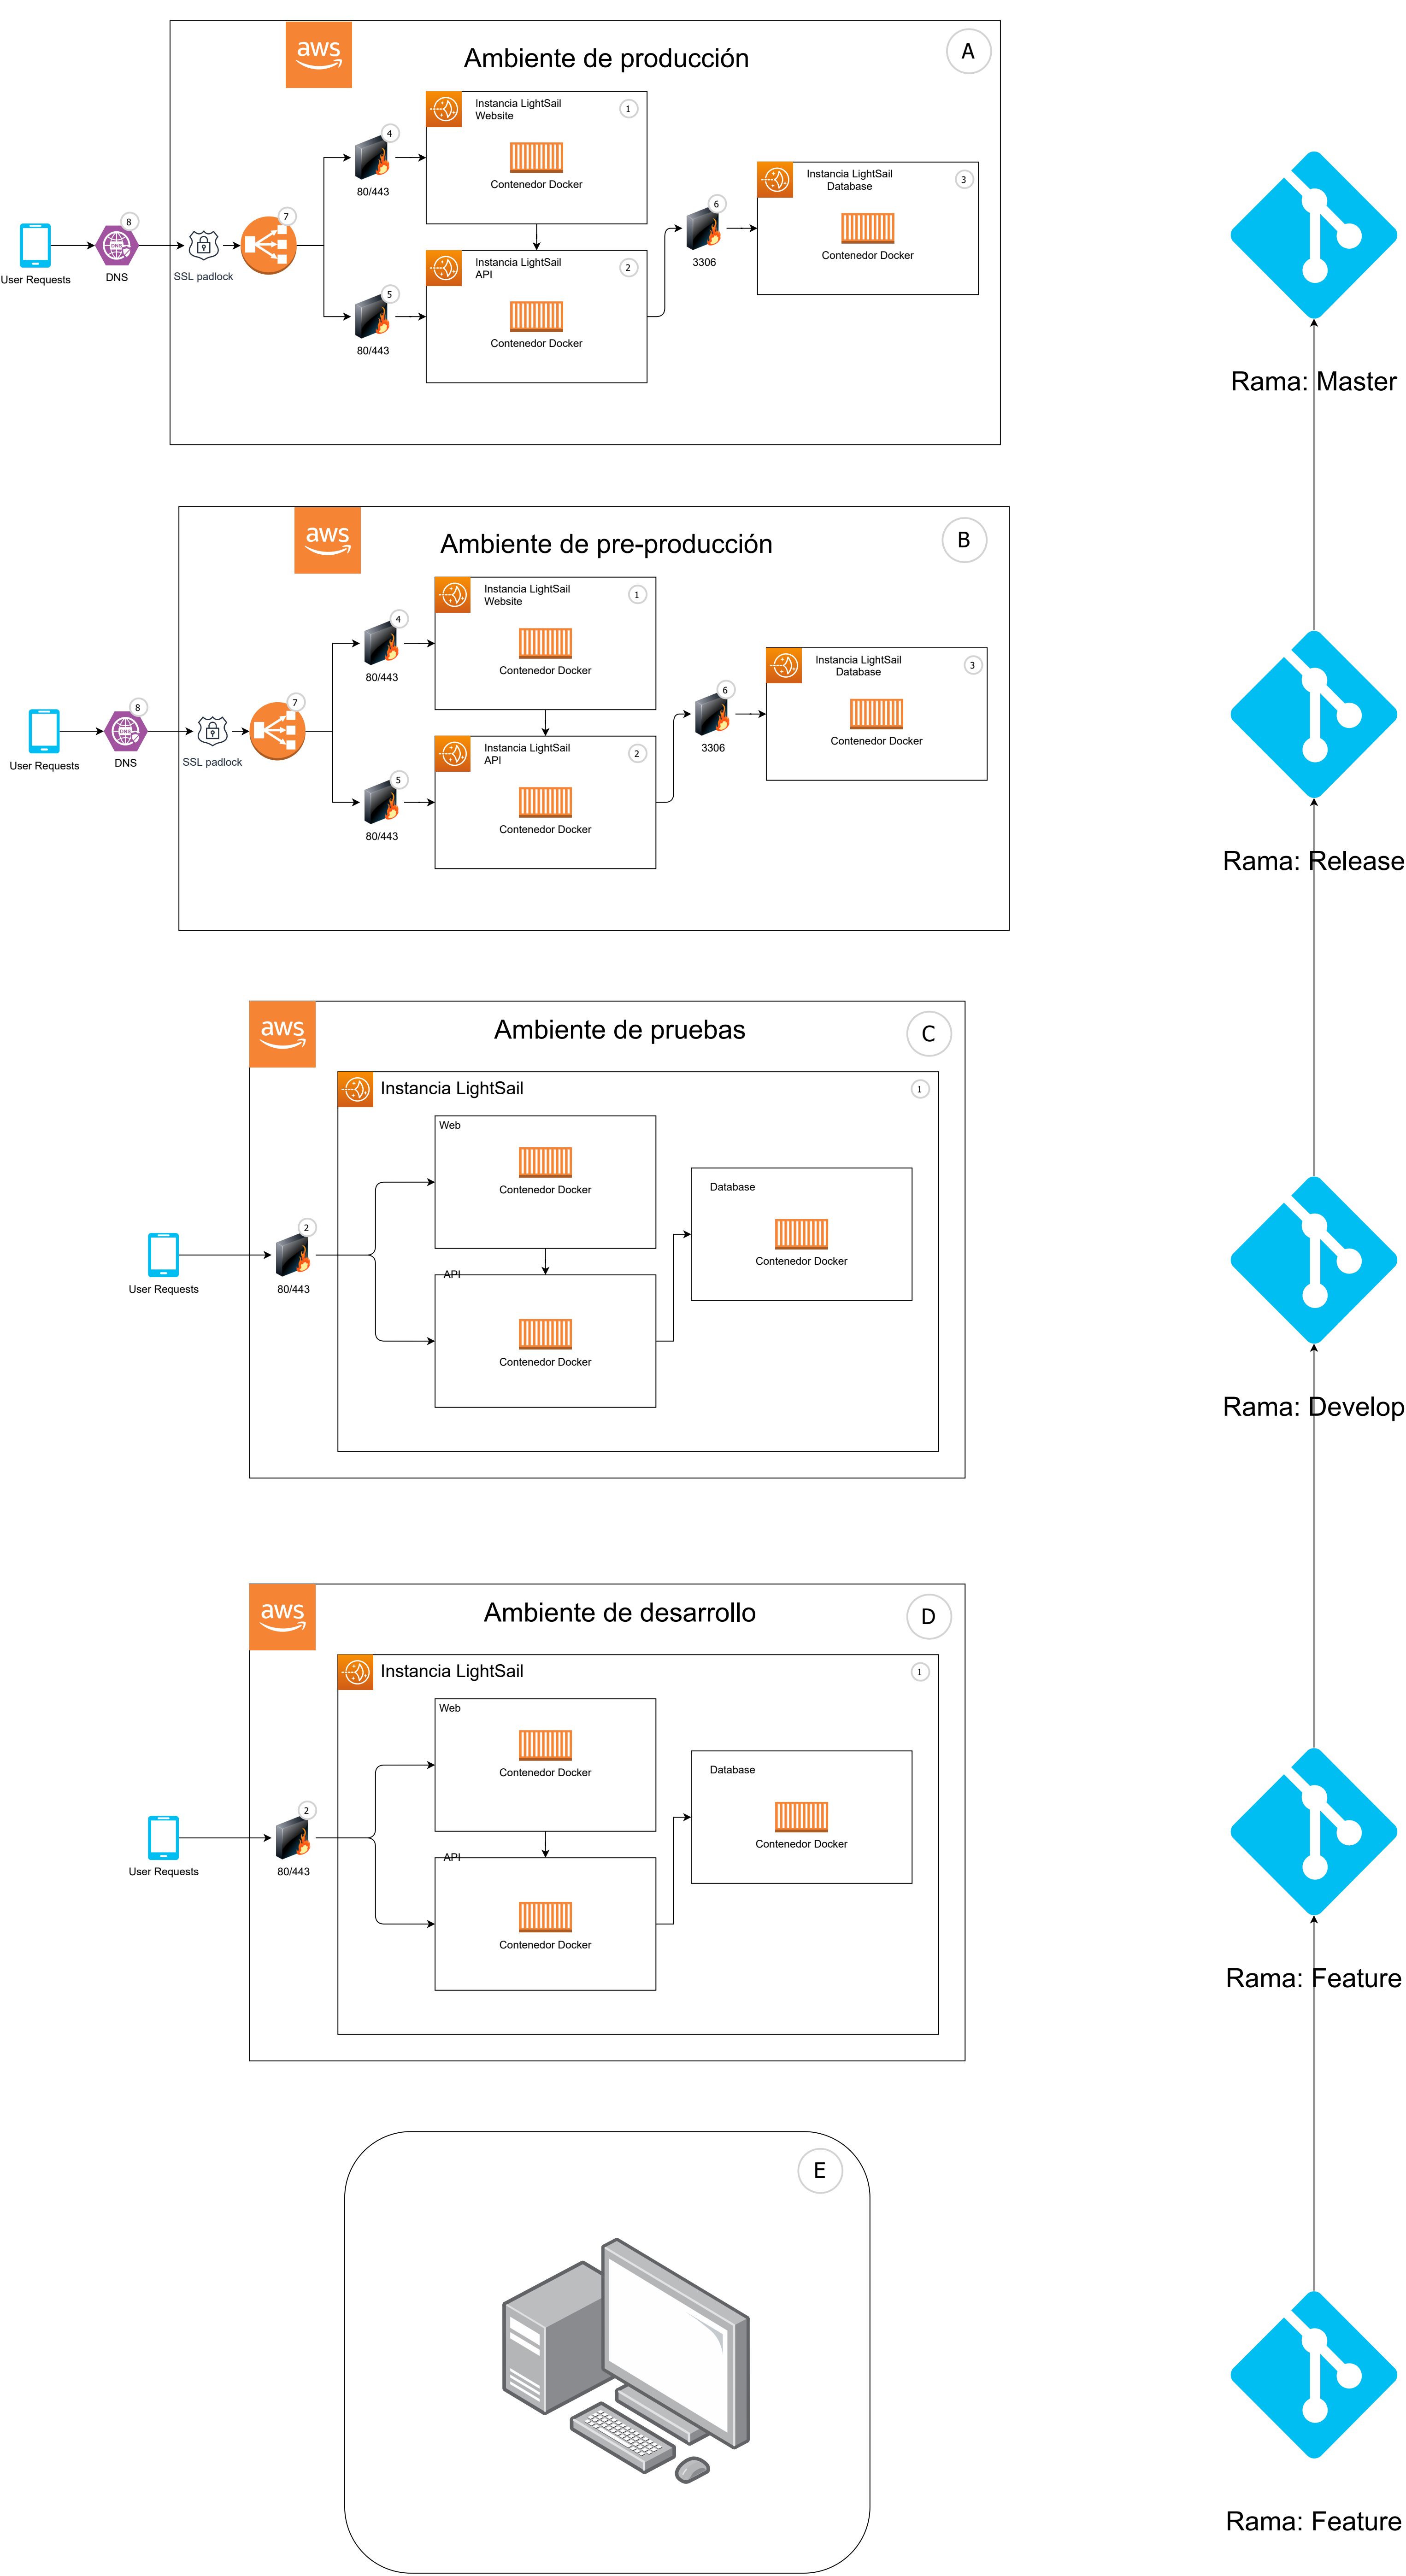 aws
Ambiente de producción
A
Instancia LightSail
Website
1
Contenedor Docker
4
80/443
Instancia LightSail
Database
3
Contenedor Docker
6
3306
User Requests
8
DNS
DNS
SSL padlock
7
Instancia LightSail
API
2
Contenedor Docker
5
80/443
Rama: Master
aws
Ambiente de pre-producción
B
Instancia LightSail
Website
1
Contenedor Docker
4
80/443
Instancia LightSail
Database
3
Contenedor Docker
6
3306
User Requests
8
DNS
DNS
SSL padlock
7
Instancia LightSail
API
2
Contenedor Docker
5
80/443
Rama: Release
aws
Ambiente de pruebas
C
Instancia LightSail
1
Web
Contenedor Docker
Database
Contenedor Docker
2
80/443
User Requests
API
Contenedor Docker
Rama: Develop
aws
Ambiente de desarrollo
D
Instancia LightSail
1
Web
Contenedor Docker
Database
Contenedor Docker
2
80/443
User Requests
API
Contenedor Docker
Rama: Feature
E
Rama: Feature